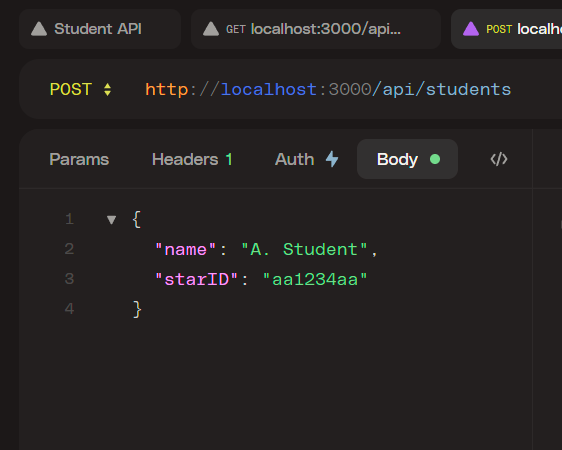 Student API GET localhost:3000/api... POST localh
POST http://localhost:3000/api/students
Params Headers 1 Auth Body </>
1 {
2 "name": "A. Student",
3 "starID": "aa1234aa"
4 }